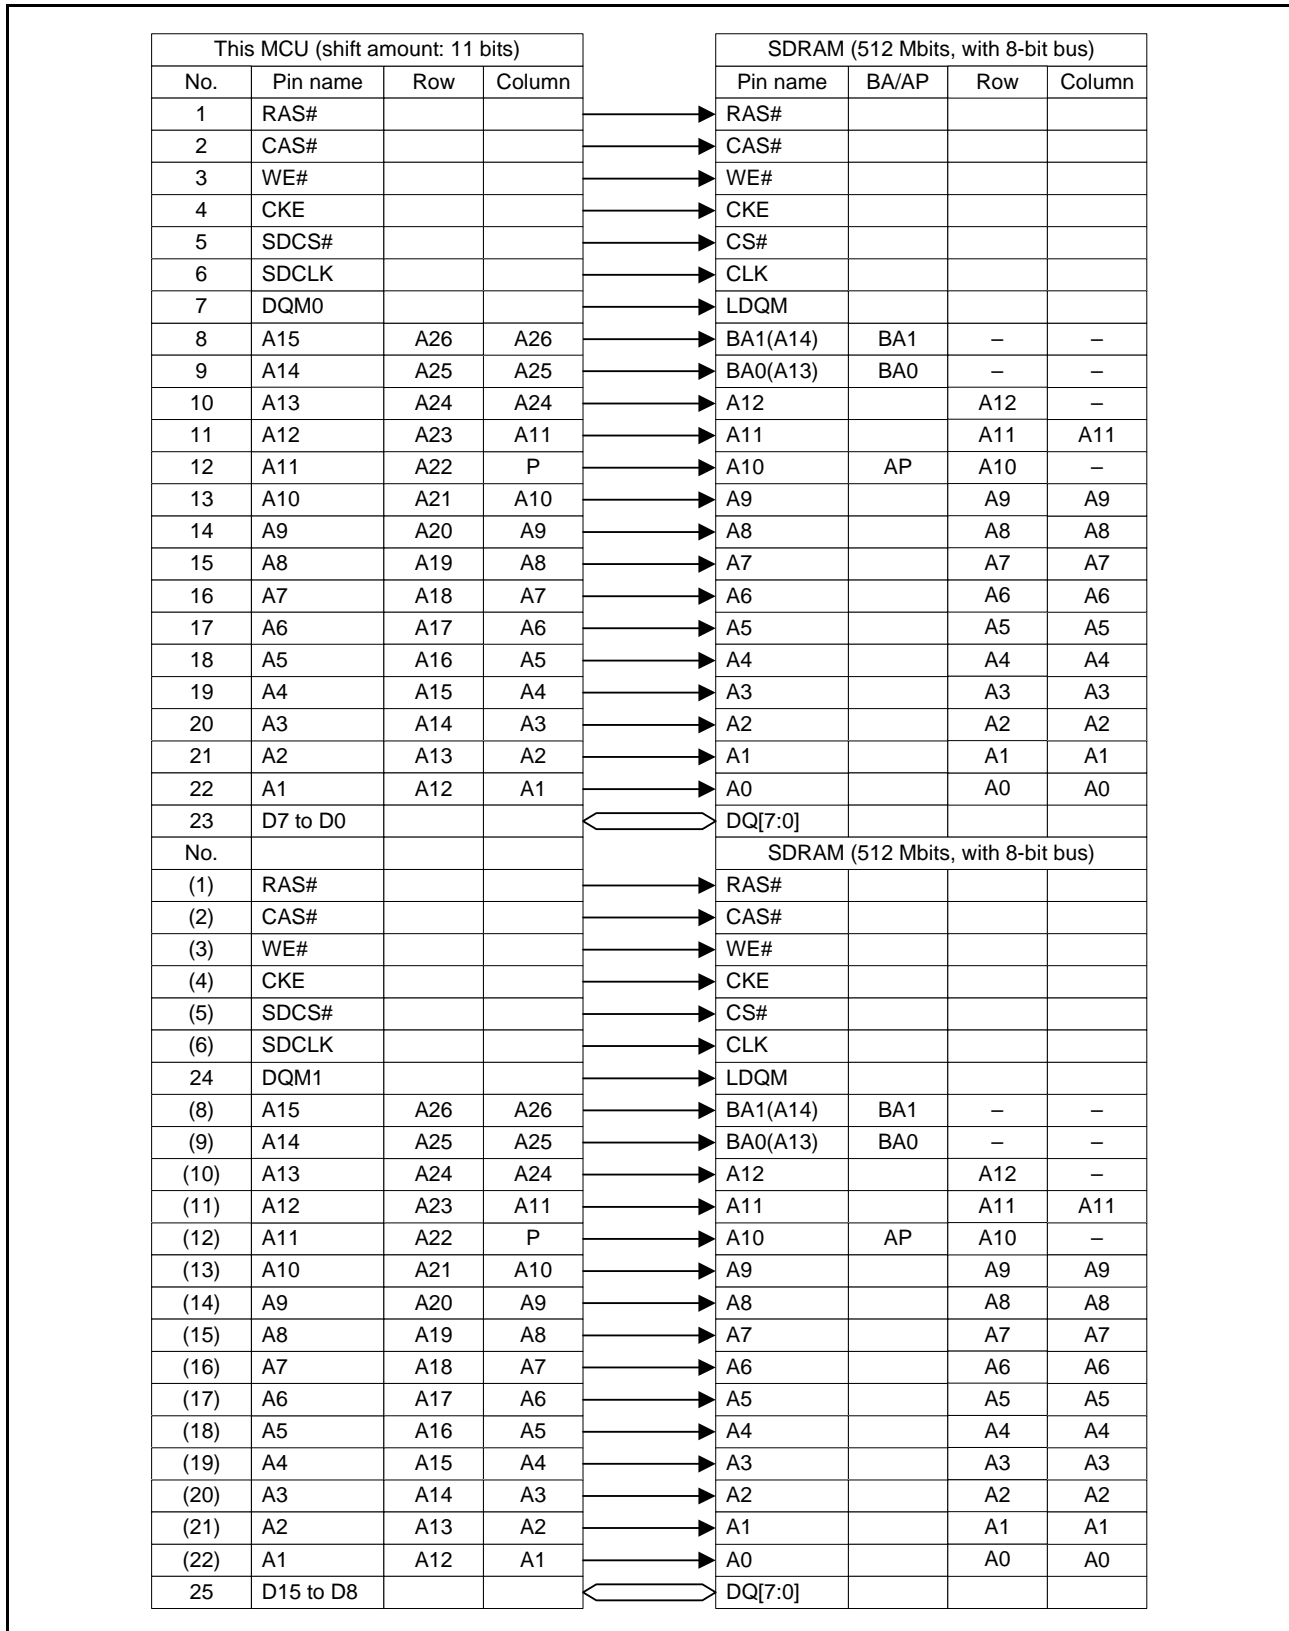 This MCU (shift amount: 11 bits) SDRAM (512 Mbits, with 8-bit bus)
No. Pin name Row Column Pin name BA/AP Row Column
1 RAS# RAS#
2 CAS# CAS#
3 WE# WE#
4 CKE CKE
5 SDCS# CS#
6 SDCLK CLK
7 DQM0 LDQM
8 A15 A26 A26 BA1(A14) BA1 – –
9 A14 A25 A25 BA0(A13) BA0 – –
10 A13 A24 A24 A12 A12 –
11 A12 A23 A11 A11 A11 A11
12 A11 A22 P A10 AP A10 –
13 A10 A21 A10 A9 A9 A9
14 A9 A20 A9 A8 A8 A8
15 A8 A19 A8 A7 A7 A7
16 A7 A18 A7 A6 A6 A6
17 A6 A17 A6 A5 A5 A5
18 A5 A16 A5 A4 A4 A4
19 A4 A15 A4 A3 A3 A3
20 A3 A14 A3 A2 A2 A2
21 A2 A13 A2 A1 A1 A1
22 A1 A12 A1 A0 A0 A0
23 D7 to D0 DQ[7:0]
No. SDRAM (512 Mbits, with 8-bit bus)
(1) RAS# RAS#
(2) CAS# CAS#
(3) WE# WE#
(4) CKE CKE
(5) SDCS# CS#
(6) SDCLK CLK
24 DQM1 LDQM
(8) A15 A26 A26 BA1(A14) BA1 – –
(9) A14 A25 A25 BA0(A13) BA0 – –
(10) A13 A24 A24 A12 A12 –
(11) A12 A23 A11 A11 A11 A11
(12) A11 A22 P A10 AP A10 –
(13) A10 A21 A10 A9 A9 A9
(14) A9 A20 A9 A8 A8 A8
(15) A8 A19 A8 A7 A7 A7
(16) A7 A18 A7 A6 A6 A6
(17) A6 A17 A6 A5 A5 A5
(18) A5 A16 A5 A4 A4 A4
(19) A4 A15 A4 A3 A3 A3
(20) A3 A14 A3 A2 A2 A2
(21) A2 A13 A2 A1 A1 A1
(22) A1 A12 A1 A0 A0 A0
25 D15 to D8 DQ[7:0]